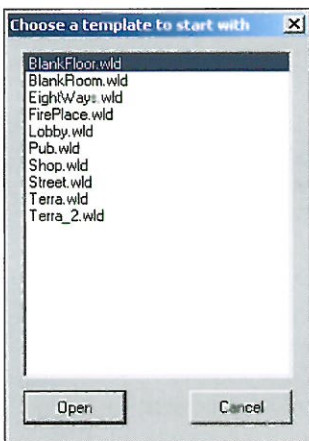 Choose a template to start with
BlankFloor.wld
BlankRoom.wld
EightWays.wld
FirePlace.wld
Lobby.wld
Pub.wld
Shop.wld
Street.wld
Terra.wld
Terra_2.wld
Open Cancel